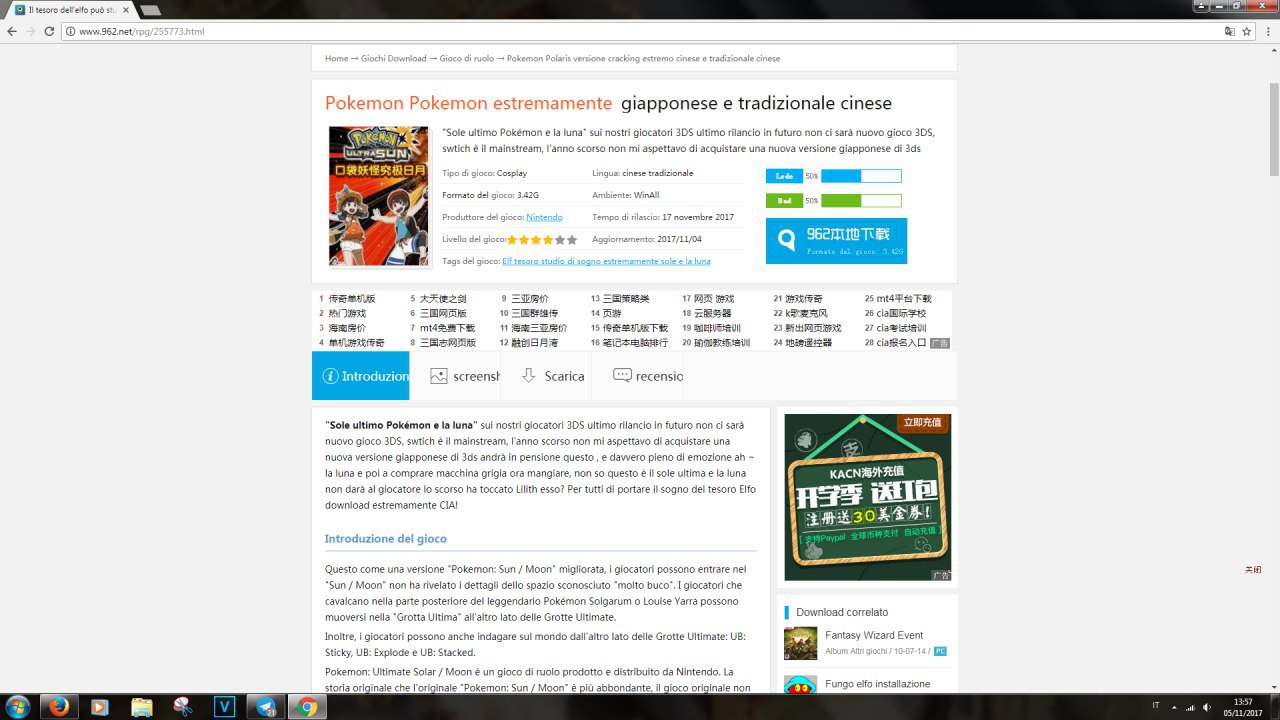 Il tesoro dell'elfo può stu
www.962.net/rpg/255773.html
Home → Giochi Download → Gioco di ruolo → Pokemon Polaris versione cracking estremo cinese e tradizionale cinese
Pokemon Pokemon estremamente giapponese e tradizionale cinese
POKéMON
ULTRASUN
口袋妖怪究极日月
"Sole ultimo Pokémon e la luna" sui nostri giocatori 3DS ultimo rilancio in futuro non ci sarà nuovo gioco 3DS,
swtich è il mainstream, l'anno scorso non mi aspettavo di acquistare una nuova versione giapponese di 3ds
Tipo di gioco: Cosplay
Lingua: cinese tradizionale
Formato del gioco: 3.42G
Ambiente: WinAll
Produttore del gioco: Nintendo
Tempo di rilascio: 17 novembre 2017
Livello del gioco:
Aggiornamento: 2017/11/04
Tags del gioco: Elf tesoro studio di sogno estremamente sole e la luna
Lode 50%
Bad 50%
962本地下载
Formato del gioco: 3.42G
1 传奇单机版 5 大天使之剑 9 三亚房价 13 三国策略类 17 网页 游戏 21 游戏传奇 25 mt4平台下载
2 热门游戏 6 三国网页版 10 三国群雄传 14 页游 18 云服务器 22 k歌麦克风 26 cia国际学校
3 海南房价 7 mt4免费下载 11 海南三亚房价 15 传奇单机版下载 19 咖啡师培训 23 新出网页游戏 27 cia考试培训
4 单机游戏传奇 8 三国志网页版 12 融创日月湾 16 笔记本电脑排行 20 瑜伽教练培训 24 地磅遥控器 28 cia报名入口 广告
Introduzion
screensh
Scarica
recensio
"Sole ultimo Pokémon e la luna" sui nostri giocatori 3DS ultimo rilancio in futuro non ci sarà
nuovo gioco 3DS, swtich è il mainstream, l'anno scorso non mi aspettavo di acquistare una
nuova versione giapponese di 3ds andrà in pensione questo , e davvero pieno di emozione ah ~
la luna e poi a comprare macchina grigia ora mangiare, non so questo è il sole ultima e la luna
non darà al giocatore lo scorso ha toccato Lilith esso? Per tutti di portare il sogno del tesoro Elfo
download estremamente CIA!
Introduzione del gioco
Questo come una versione "Pokemon: Sun / Moon" migliorata, i giocatori possono entrare nel
"Sun / Moon" non ha rivelato i dettagli dello spazio sconosciuto "molto buco". I giocatori che
cavalcano nella parte posteriore del leggendario Pokémon Solgarum o Louise Yarra possono
muoversi nella "Grotta Ultima" all'altro lato delle Grotte Ultimate.
Inoltre, i giocatori possono anche indagare sul mondo dall'altro lato delle Grotte Ultimate: UB:
Sticky, UB: Explode e UB: Stacked.
Pokemon: Ultimate Solar / Moon è un gioco di ruolo prodotto e distribuito da Nintendo. La
storia originale che l'originale "Pokemon: Sun / Moon" è più abbondante, il gioco originale non
立即充值
KACN海外充值
开学季 送红包
注册送30美金券!
[ 支持Paypal 全球币种支付 自动充值 ]
广告
关闭
Download correlato
Fantasy Wizard Event
Album Altri giochi / 10-07-14 / PC
Fungo elfo installazione
21
IT
13:57
05/11/2017